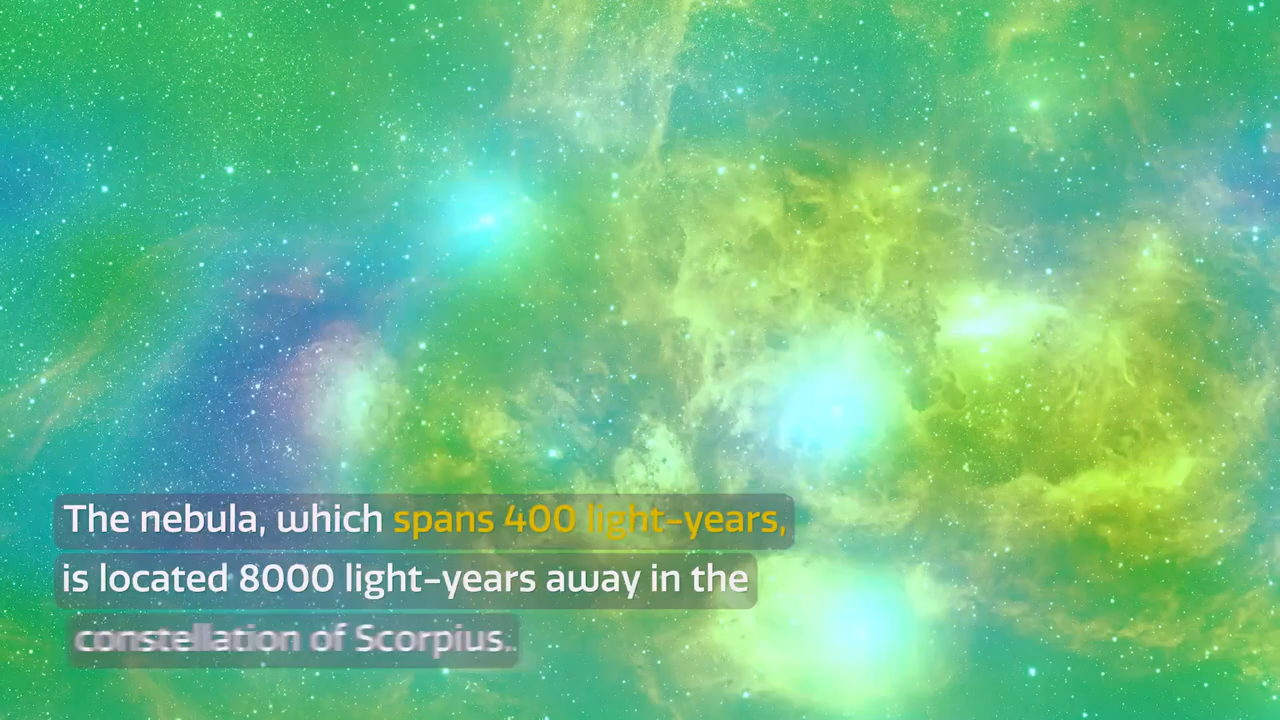 The nebula, which spans 400 light-years,
is located 8000 light-years away in the
constellation of Scorpius.